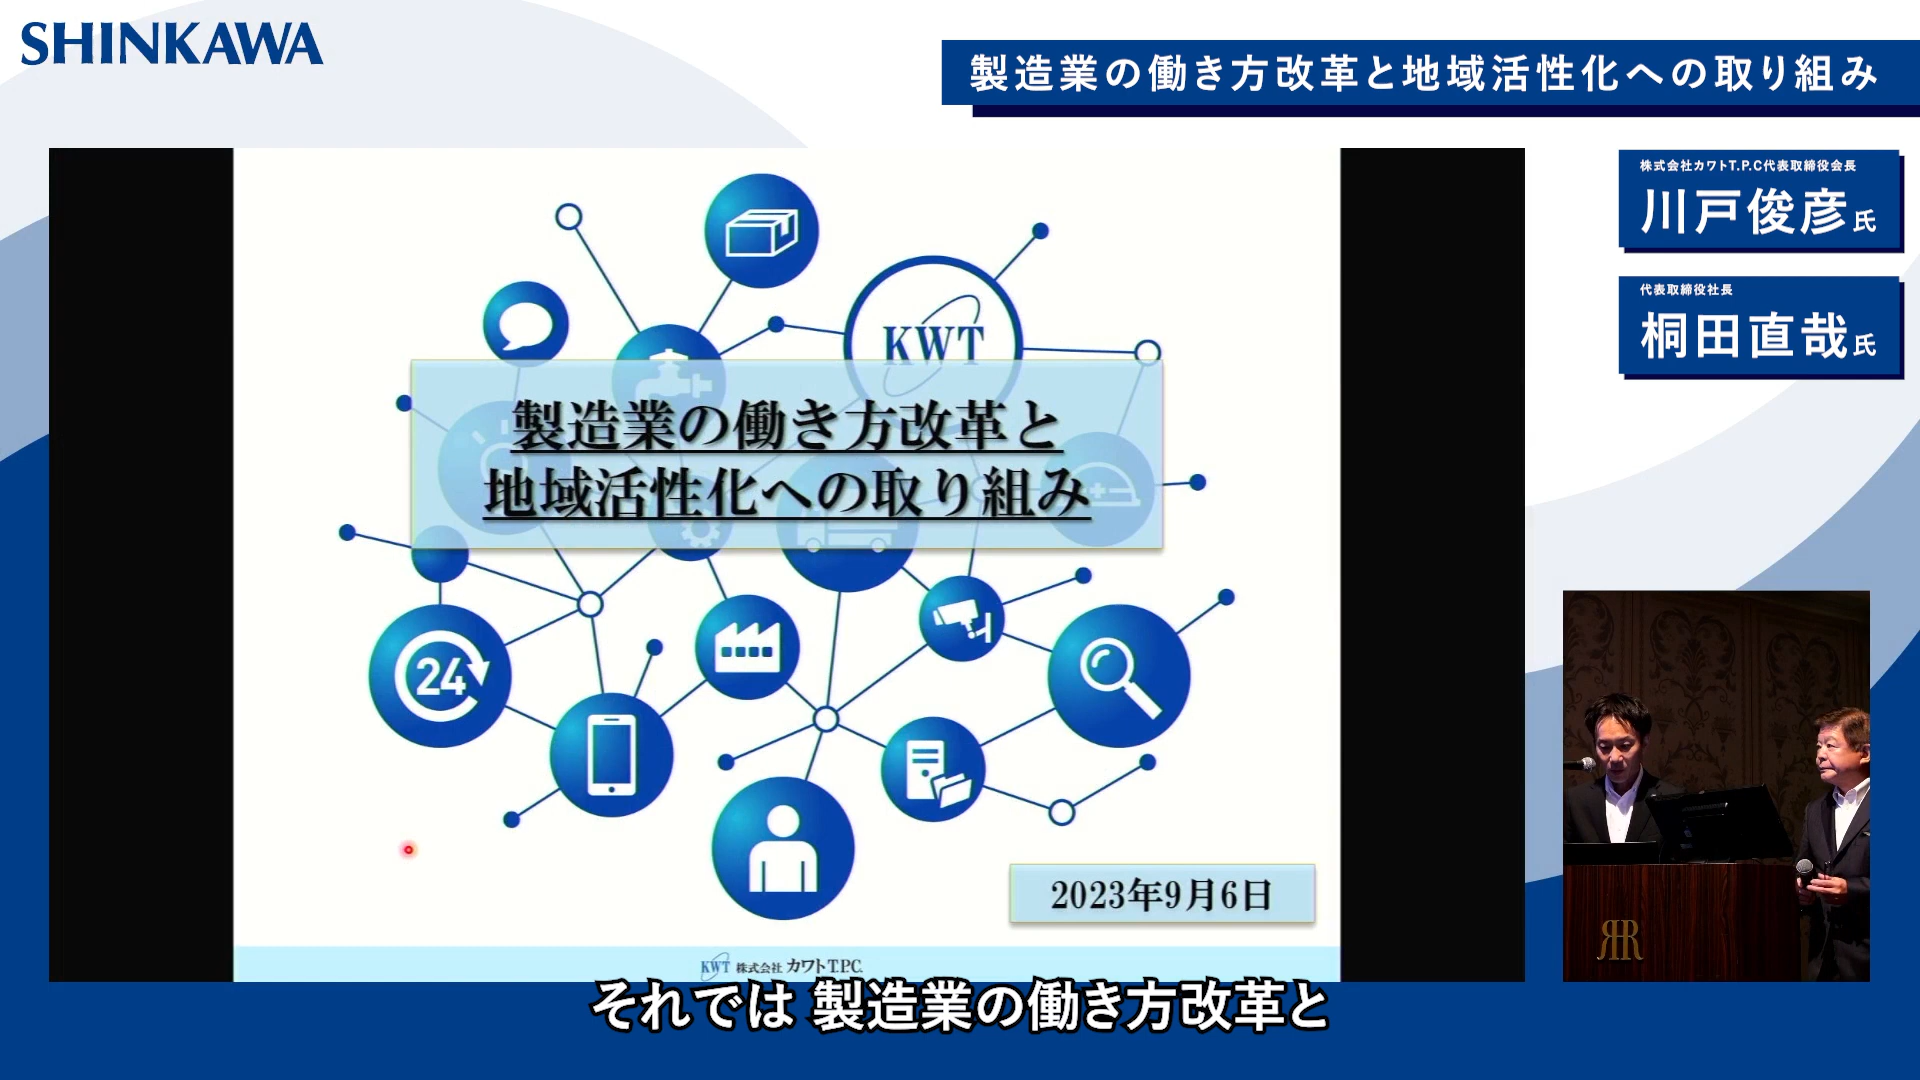 SHINKAWA
製造業の働き方改革と地域活性化への取り組み
株式会社カワトT.P.C代表取締役会長
川戸俊彦氏
代表取締役社長
桐田直哉氏
KWT
製造業の働き方改革と
地域活性化への取り組み
24
2023年9月6日
KWT 株式会社 カワトT.P.C.
それでは 製造業の働き方改革と